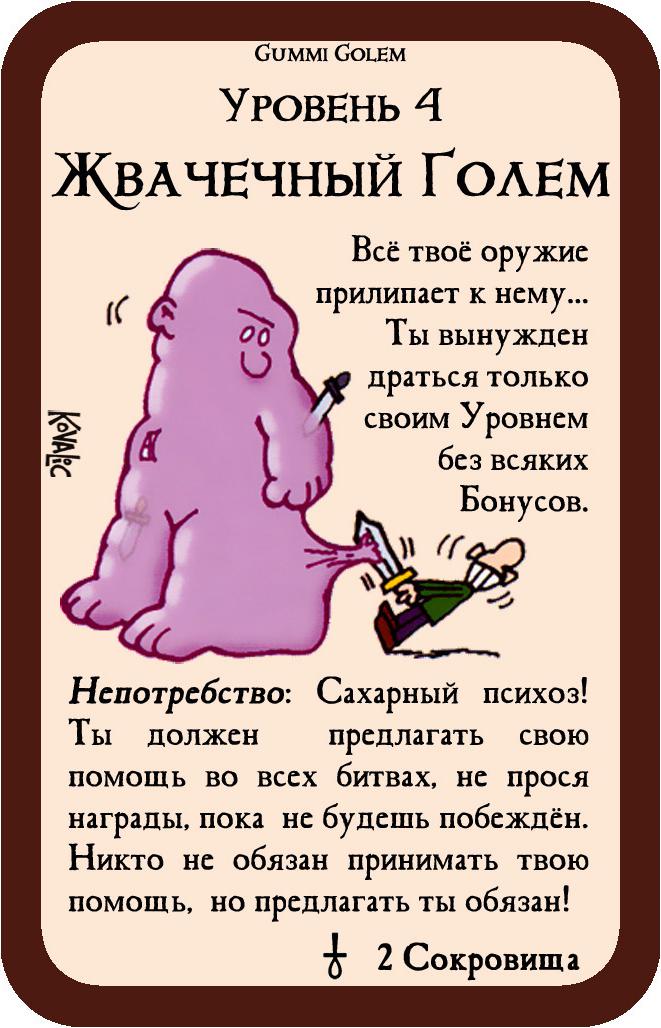 Gummi Golem
Уровень 4
Жвачечный Голем
Всё твоё оружие
прилипает к нему...
Ты вынужден
драться только
своим Уровнем
без всяких
Бонусов.
Kovalic
Непотребство: Сахарный психоз!
Ты должен предлагать свою
помощь во всех битвах, не прося
награды, пока не будешь побеждён.
Никто не обязан принимать твою
помощь, но предлагать ты обязан!
2 Сокровища